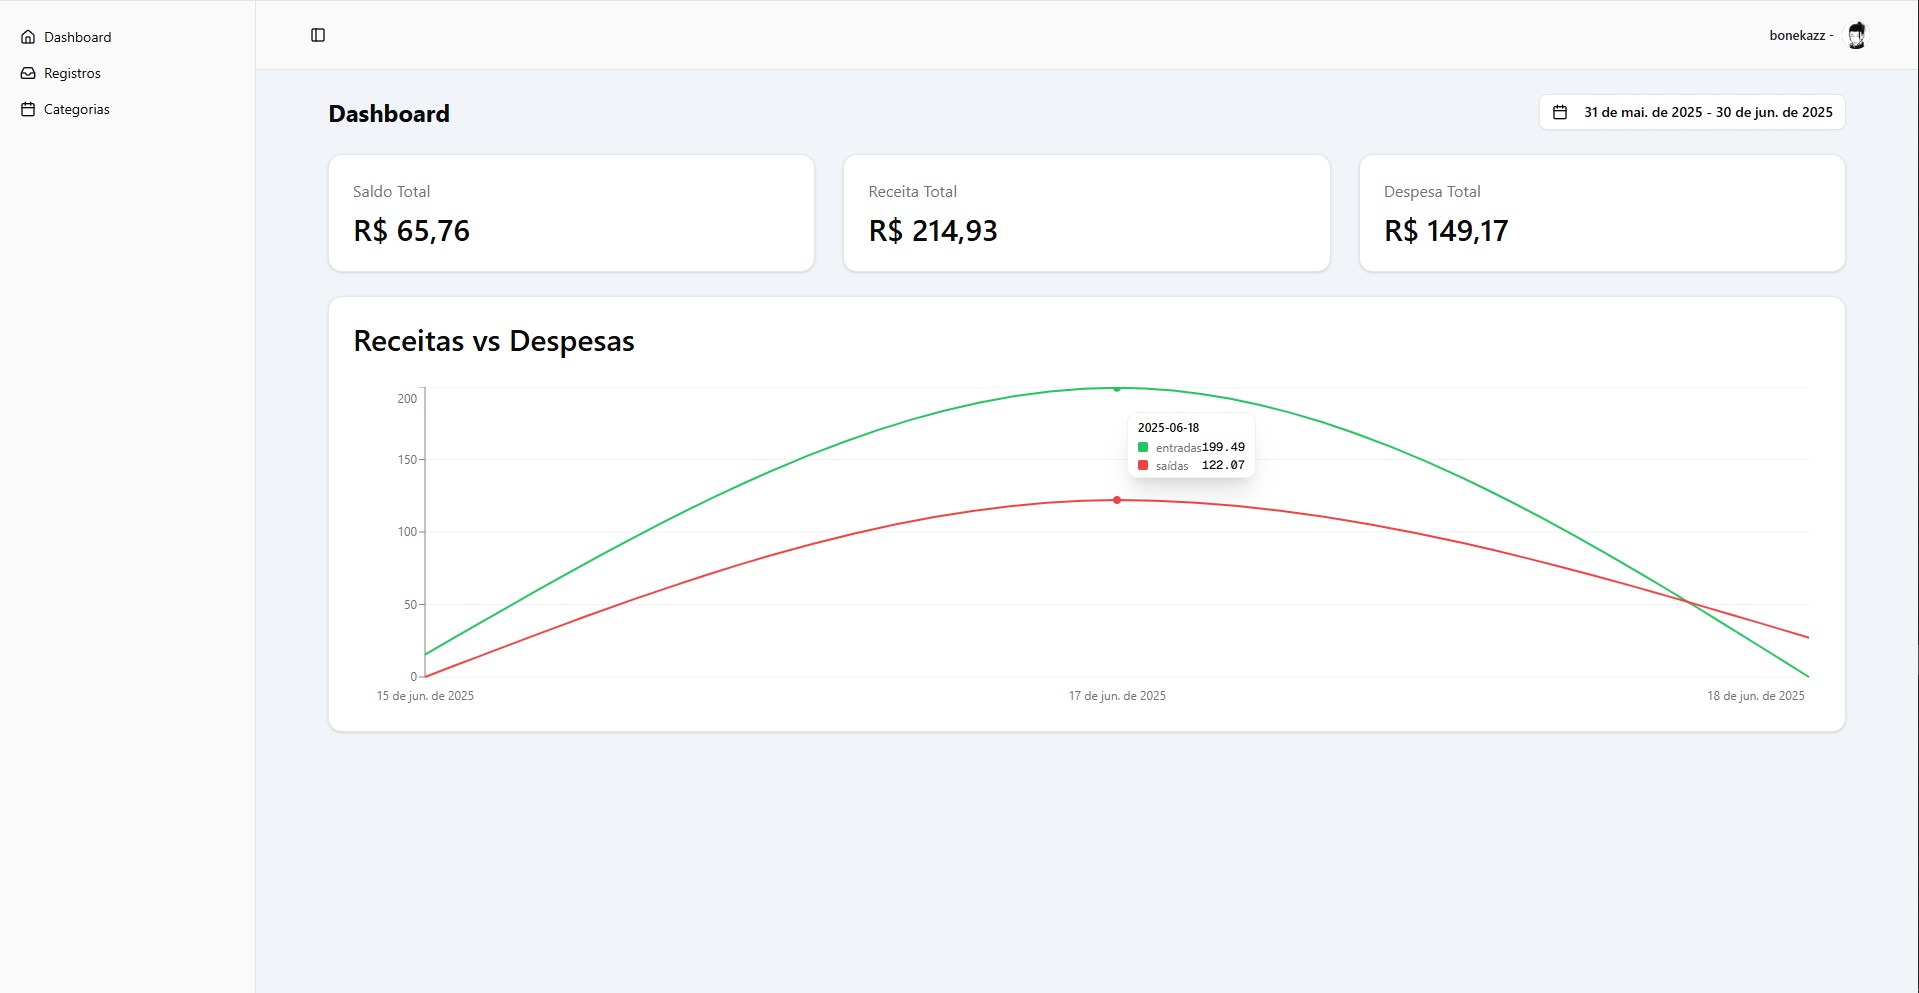 Dashboard
Registros
Categorias
bonekazz -
Dashboard
31 de mai. de 2025 - 30 de jun. de 2025
Saldo Total
R$ 65,76
Receita Total
R$ 214,93
Despesa Total
R$ 149,17
Receitas vs Despesas
200
150
100
50
0
2025-06-18
entradas199.49
saídas 122.07
15 de jun. de 2025
17 de jun. de 2025
18 de jun. de 2025